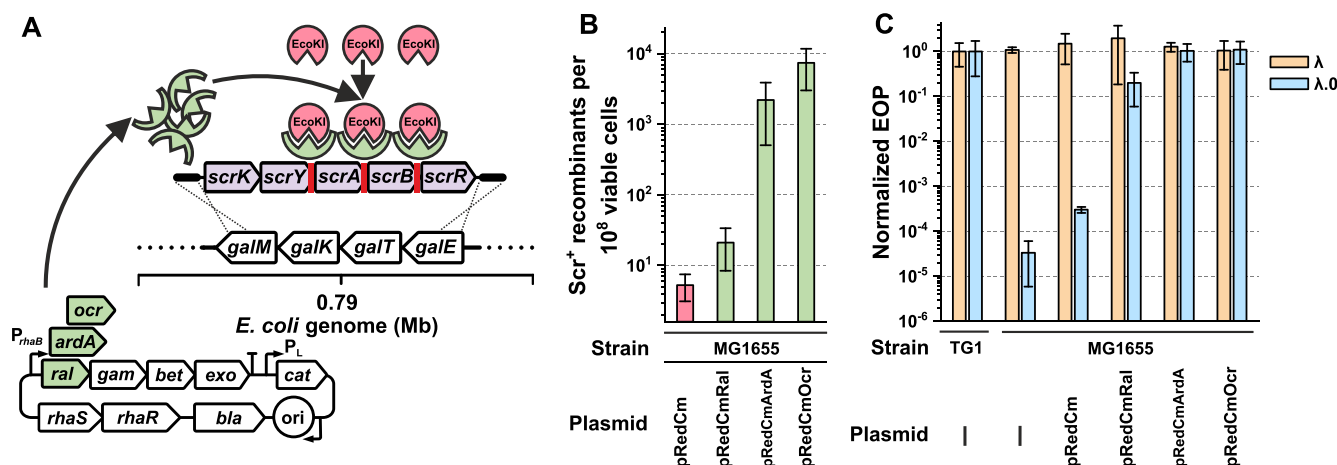 A
EcoKI
EcoKI
EcoKI
EcoKI
EcoKI
EcoKI
scrK
scrY
scrA
scrB
scrR
galM
galK
galT
galE
0.79
E. coli genome (Mb)
ocr
PrhaB
ardA
PL
ral
gam
bet
exo
cat
rhaS
rhaR
bla
ori
B
Scr+ recombinants per
10^8 viable cells
10^4
10^3
10^2
10^1
Strain
MG1655
Plasmid
pRedCm
pRedCmRal
pRedCmArdA
pRedCmOcr
C
Normalized EOP
10^0
10^-1
10^-2
10^-3
10^-4
10^-5
10^-6
λ
λ.0
Strain
TG1
MG1655
Plasmid
|
|
pRedCm
pRedCmRal
pRedCmArdA
pRedCmOcr